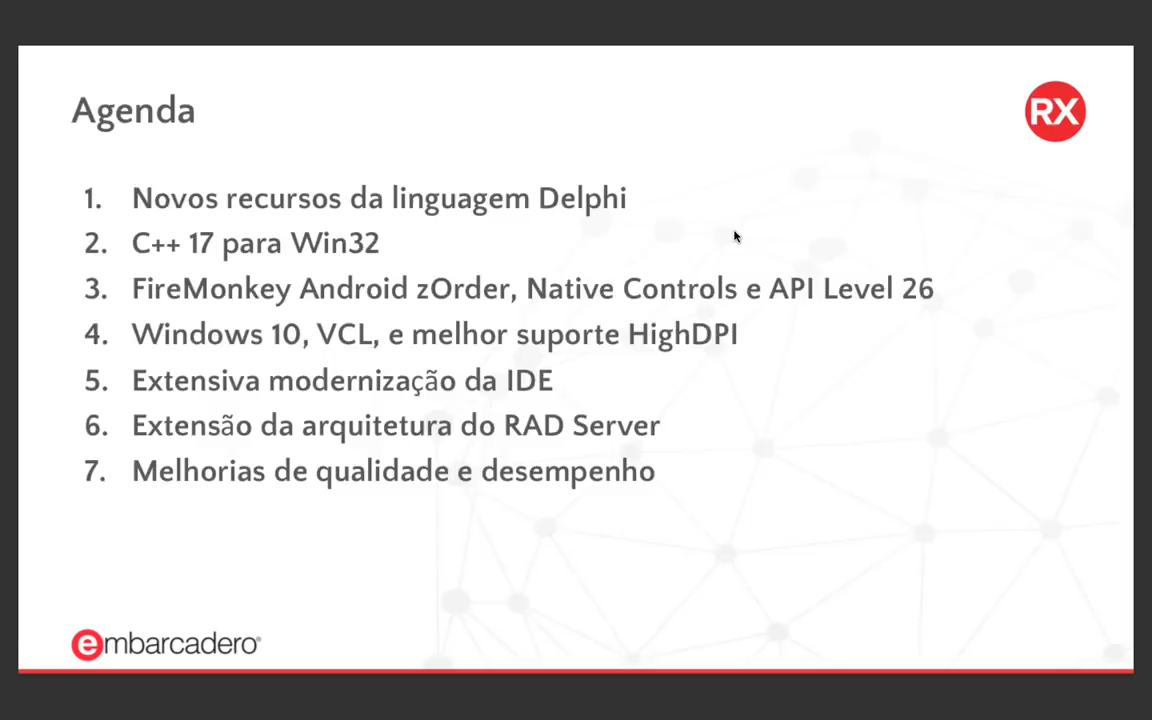 Agenda
RX
1. Novos recursos da linguagem Delphi
2. C++ 17 para Win32
3. FireMonkey Android zOrder, Native Controls e API Level 26
4. Windows 10, VCL, e melhor suporte HighDPI
5. Extensiva modernização da IDE
6. Extensão da arquitetura do RAD Server
7. Melhorias de qualidade e desempenho
embarcadero®